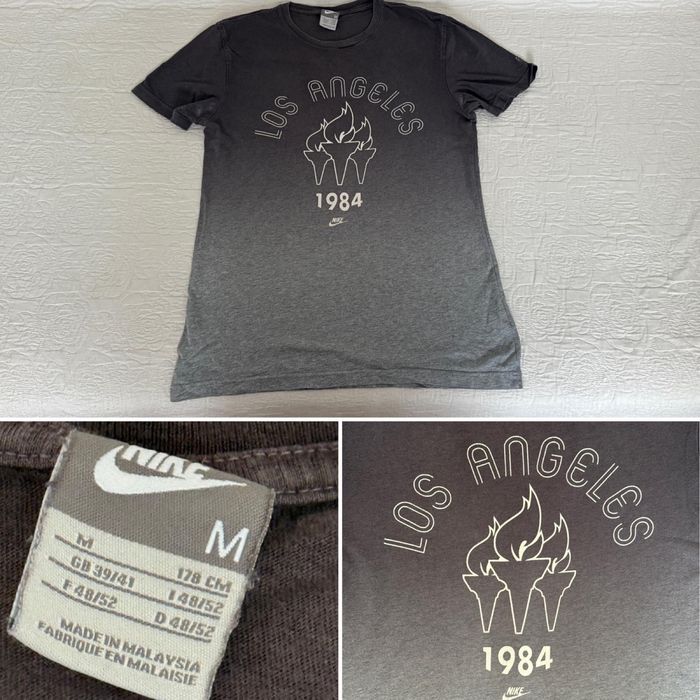 LOS ANGELES
1984
NIKE
NIKE
M
M
GB 39/41 178 CM
F 48/52 I 48/52
D 48/52
MADE IN MALAYSIA
FABRIQUE EN MALAISIE
LOS ANGELES
1984
NIKE